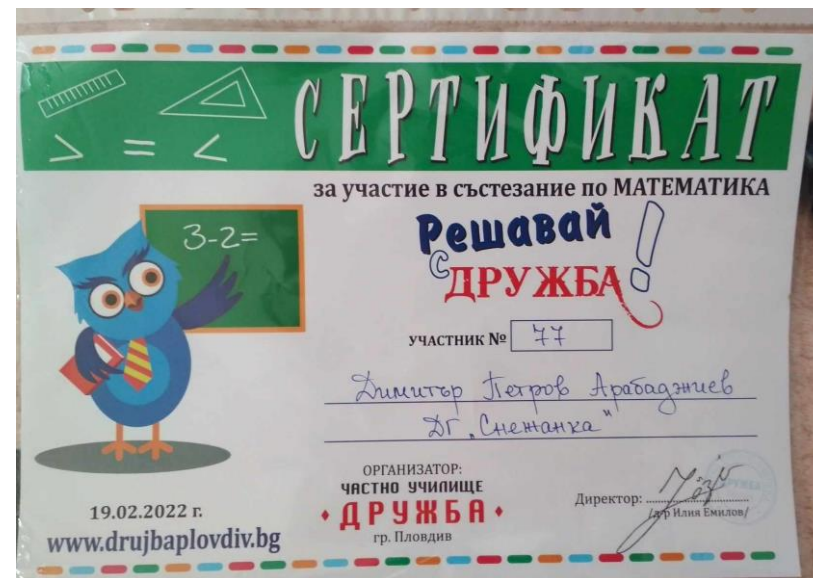 > = <
СЕРТИФИКАТ
за участие в състезание по МАТЕМАТИКА
3-2=
Решавай
с
ДРУЖБА!
УЧАСТНИК № 77
Димитър Петров Арабаджиев
ДГ „Снежанка"
ОРГАНИЗАТОР:
ЧАСТНО УЧИЛИЩЕ
ДРУЖБА
гр. Пловдив
Директор:
/д-р Илия Емилов/
19.02.2022 г.
www.drujbaplovdiv.bg